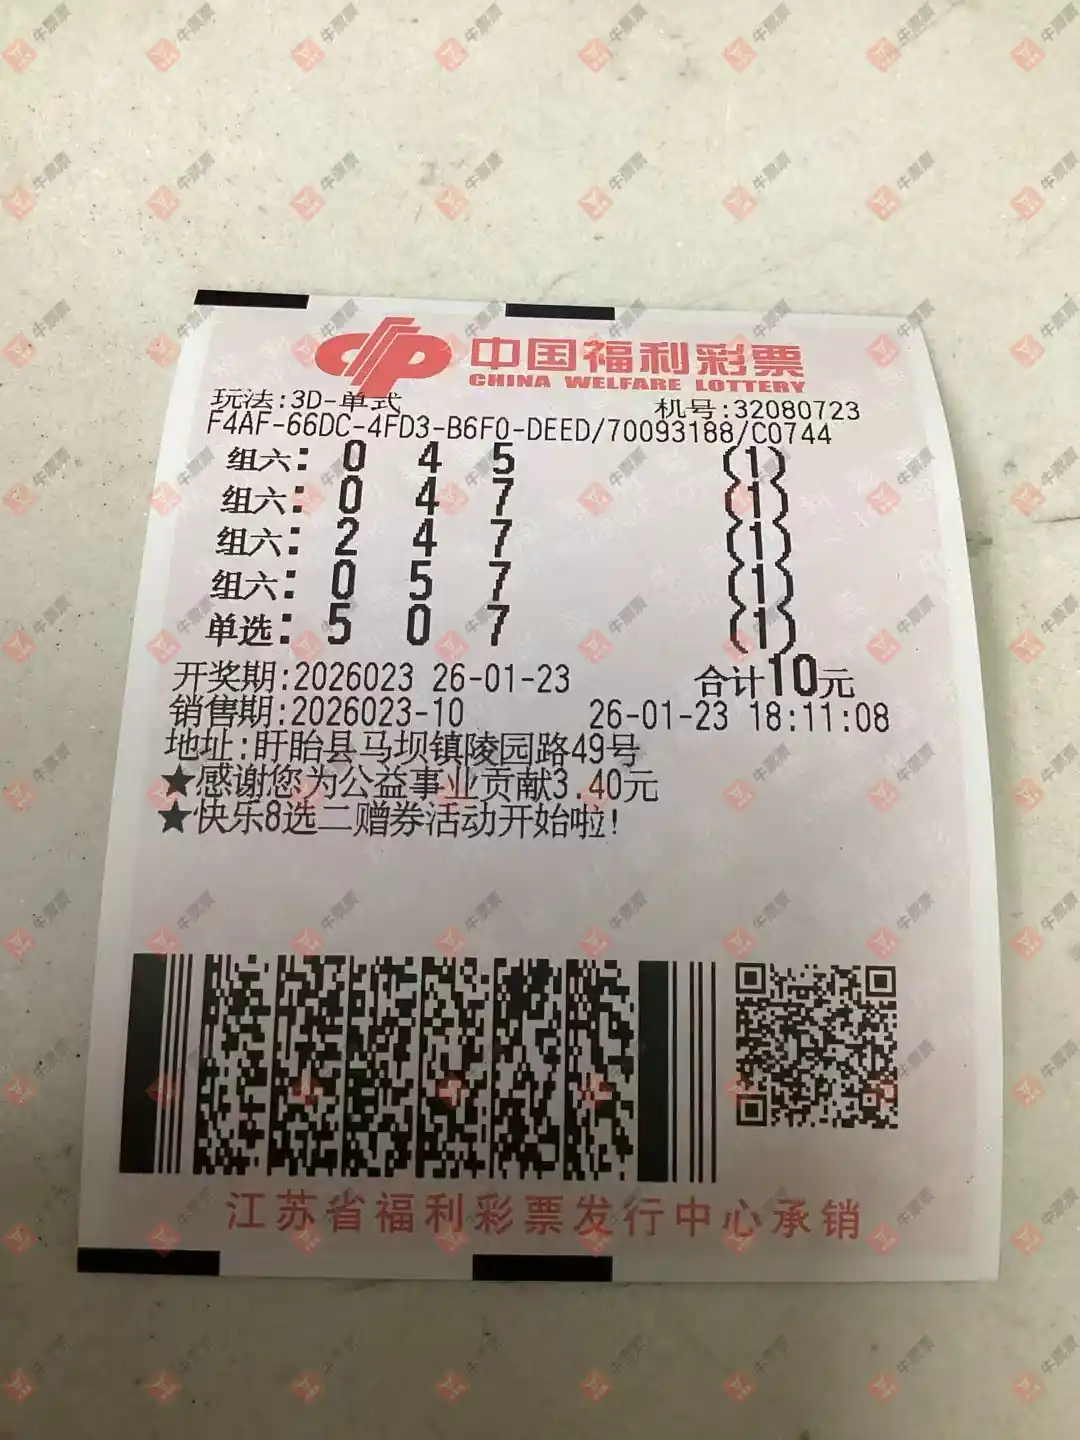 中国福利彩票
CHINA WELFARE LOTTERY
玩法:3D-单式 机号:32080723
F4AF-66DC-4FD3-B6F0-DEED/70093188/C0744
组六: 0 4 5 (1)
组六: 0 4 7 (1)
组六: 2 4 7 (1)
组六: 0 5 7 (1)
单选: 5 0 7 (1)
开奖期:2026023 26-01-23 合计10元
销售期:2026023-10 26-01-23 18:11:08
地址:盱眙县马坝镇陵园路49号
★感谢您为公益事业贡献3.40元
★快乐8选二赠券活动开始啦!
江苏省福利彩票发行中心承销
牛票票